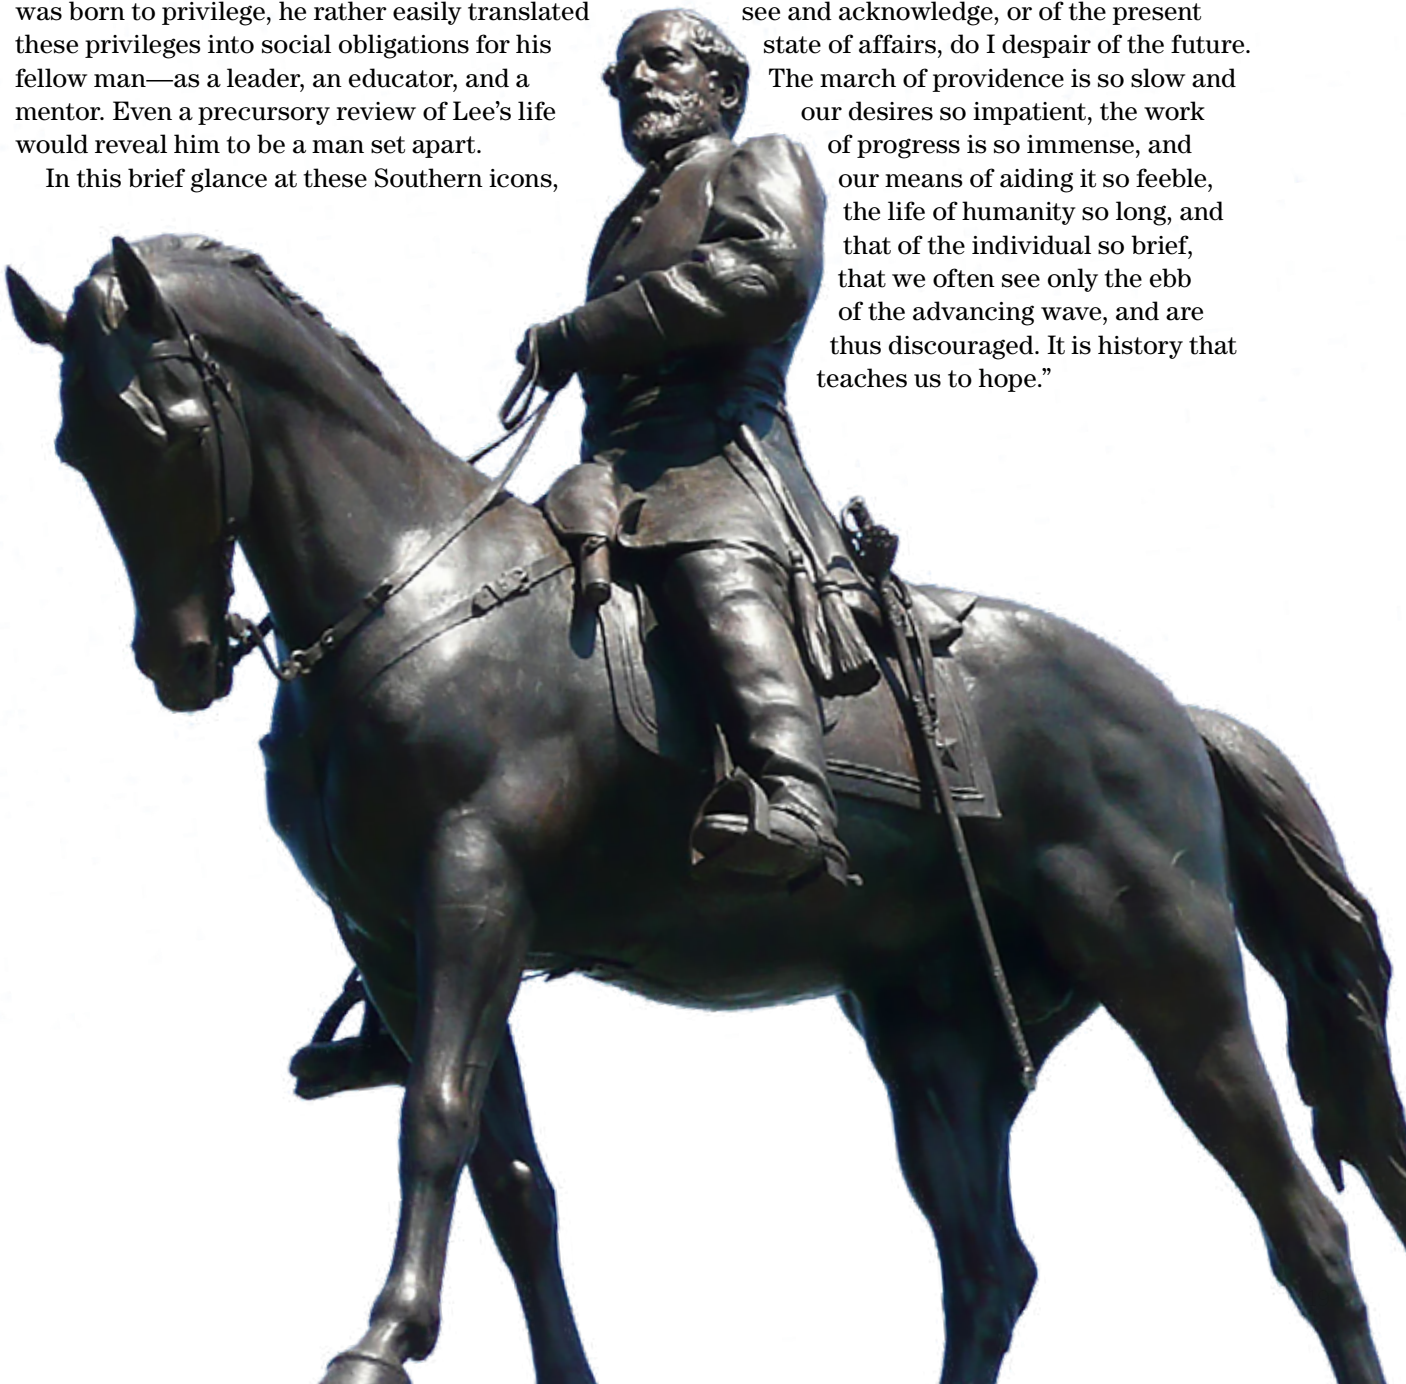 was born to privilege, he rather easily translated
these privileges into social obligations for his
fellow man—as a leader, an educator, and a
mentor. Even a precursory review of Lee’s life
would reveal him to be a man set apart.
In this brief glance at these Southern icons,
see and acknowledge, or of the present
state of affairs, do I despair of the future.
The march of providence is so slow and
our desires so impatient, the work
of progress is so immense, and
our means of aiding it so feeble,
the life of humanity so long, and
that of the individual so brief,
that we often see only the ebb
of the advancing wave, and are
thus discouraged. It is history that
teaches us to hope.”